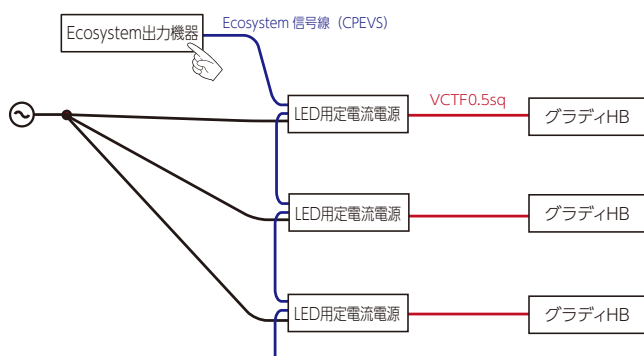 Ecosystem 信号線（CPEVS）
Ecosystem出力機器
VCTF0.5sq
LED用定電流電源
グラディHB
LED用定電流電源
グラディHB
LED用定電流電源
グラディHB